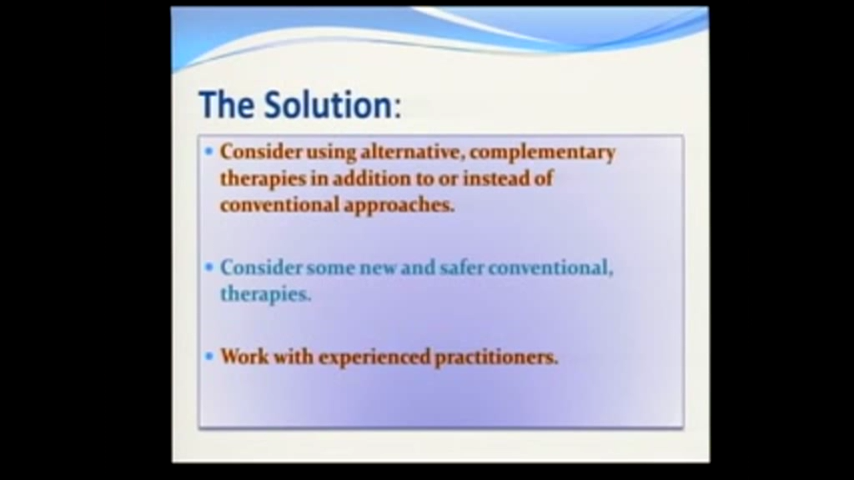 The Solution:
Consider using alternative, complementary
therapies in addition to or instead of
conventional approaches.
Consider some new and safer conventional,
therapies.
Work with experienced practitioners.